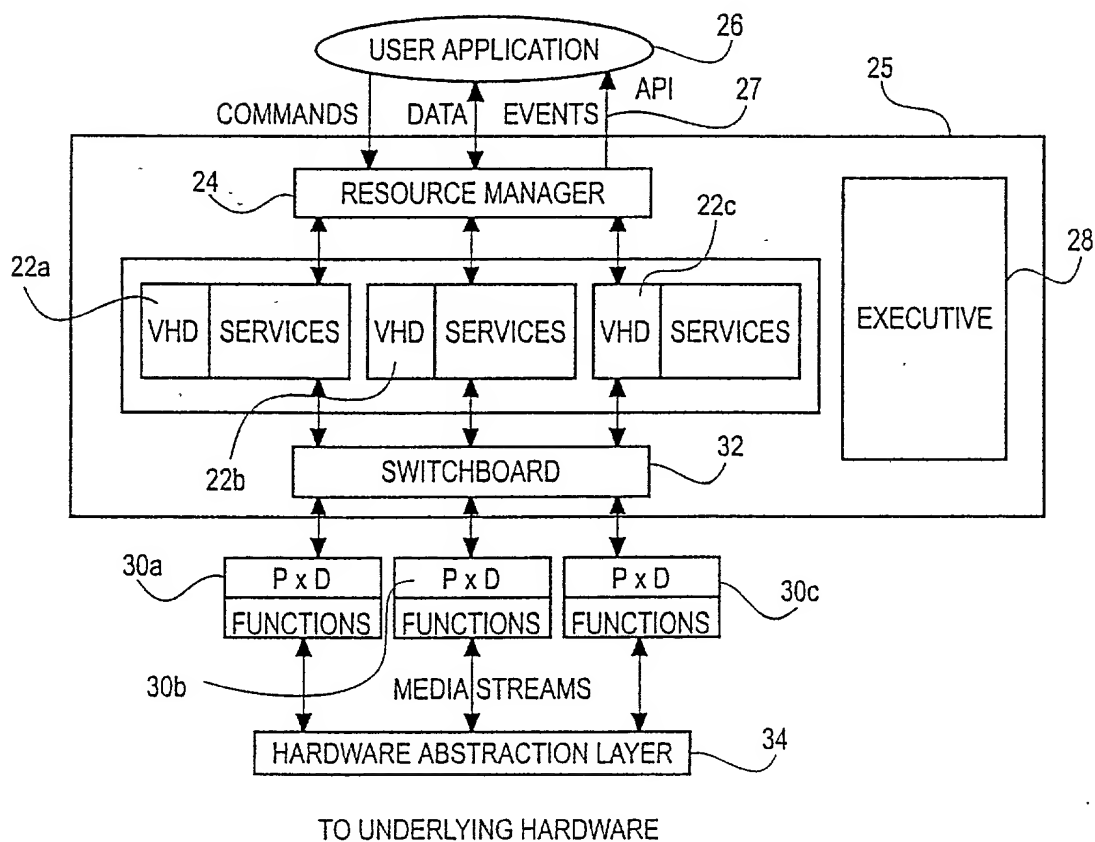 USER APPLICATION
26
COMMANDS DATA EVENTS
API
27
25
24
RESOURCE MANAGER
22c
22a
28
VHD SERVICES VHD SERVICES VHD SERVICES
EXECUTIVE
22b
SWITCHBOARD
32
30a
P x D P x D P x D
30c
FUNCTIONS FUNCTIONS FUNCTIONS
30b
MEDIA STREAMS
HARDWARE ABSTRACTION LAYER
34
TO UNDERLYING HARDWARE